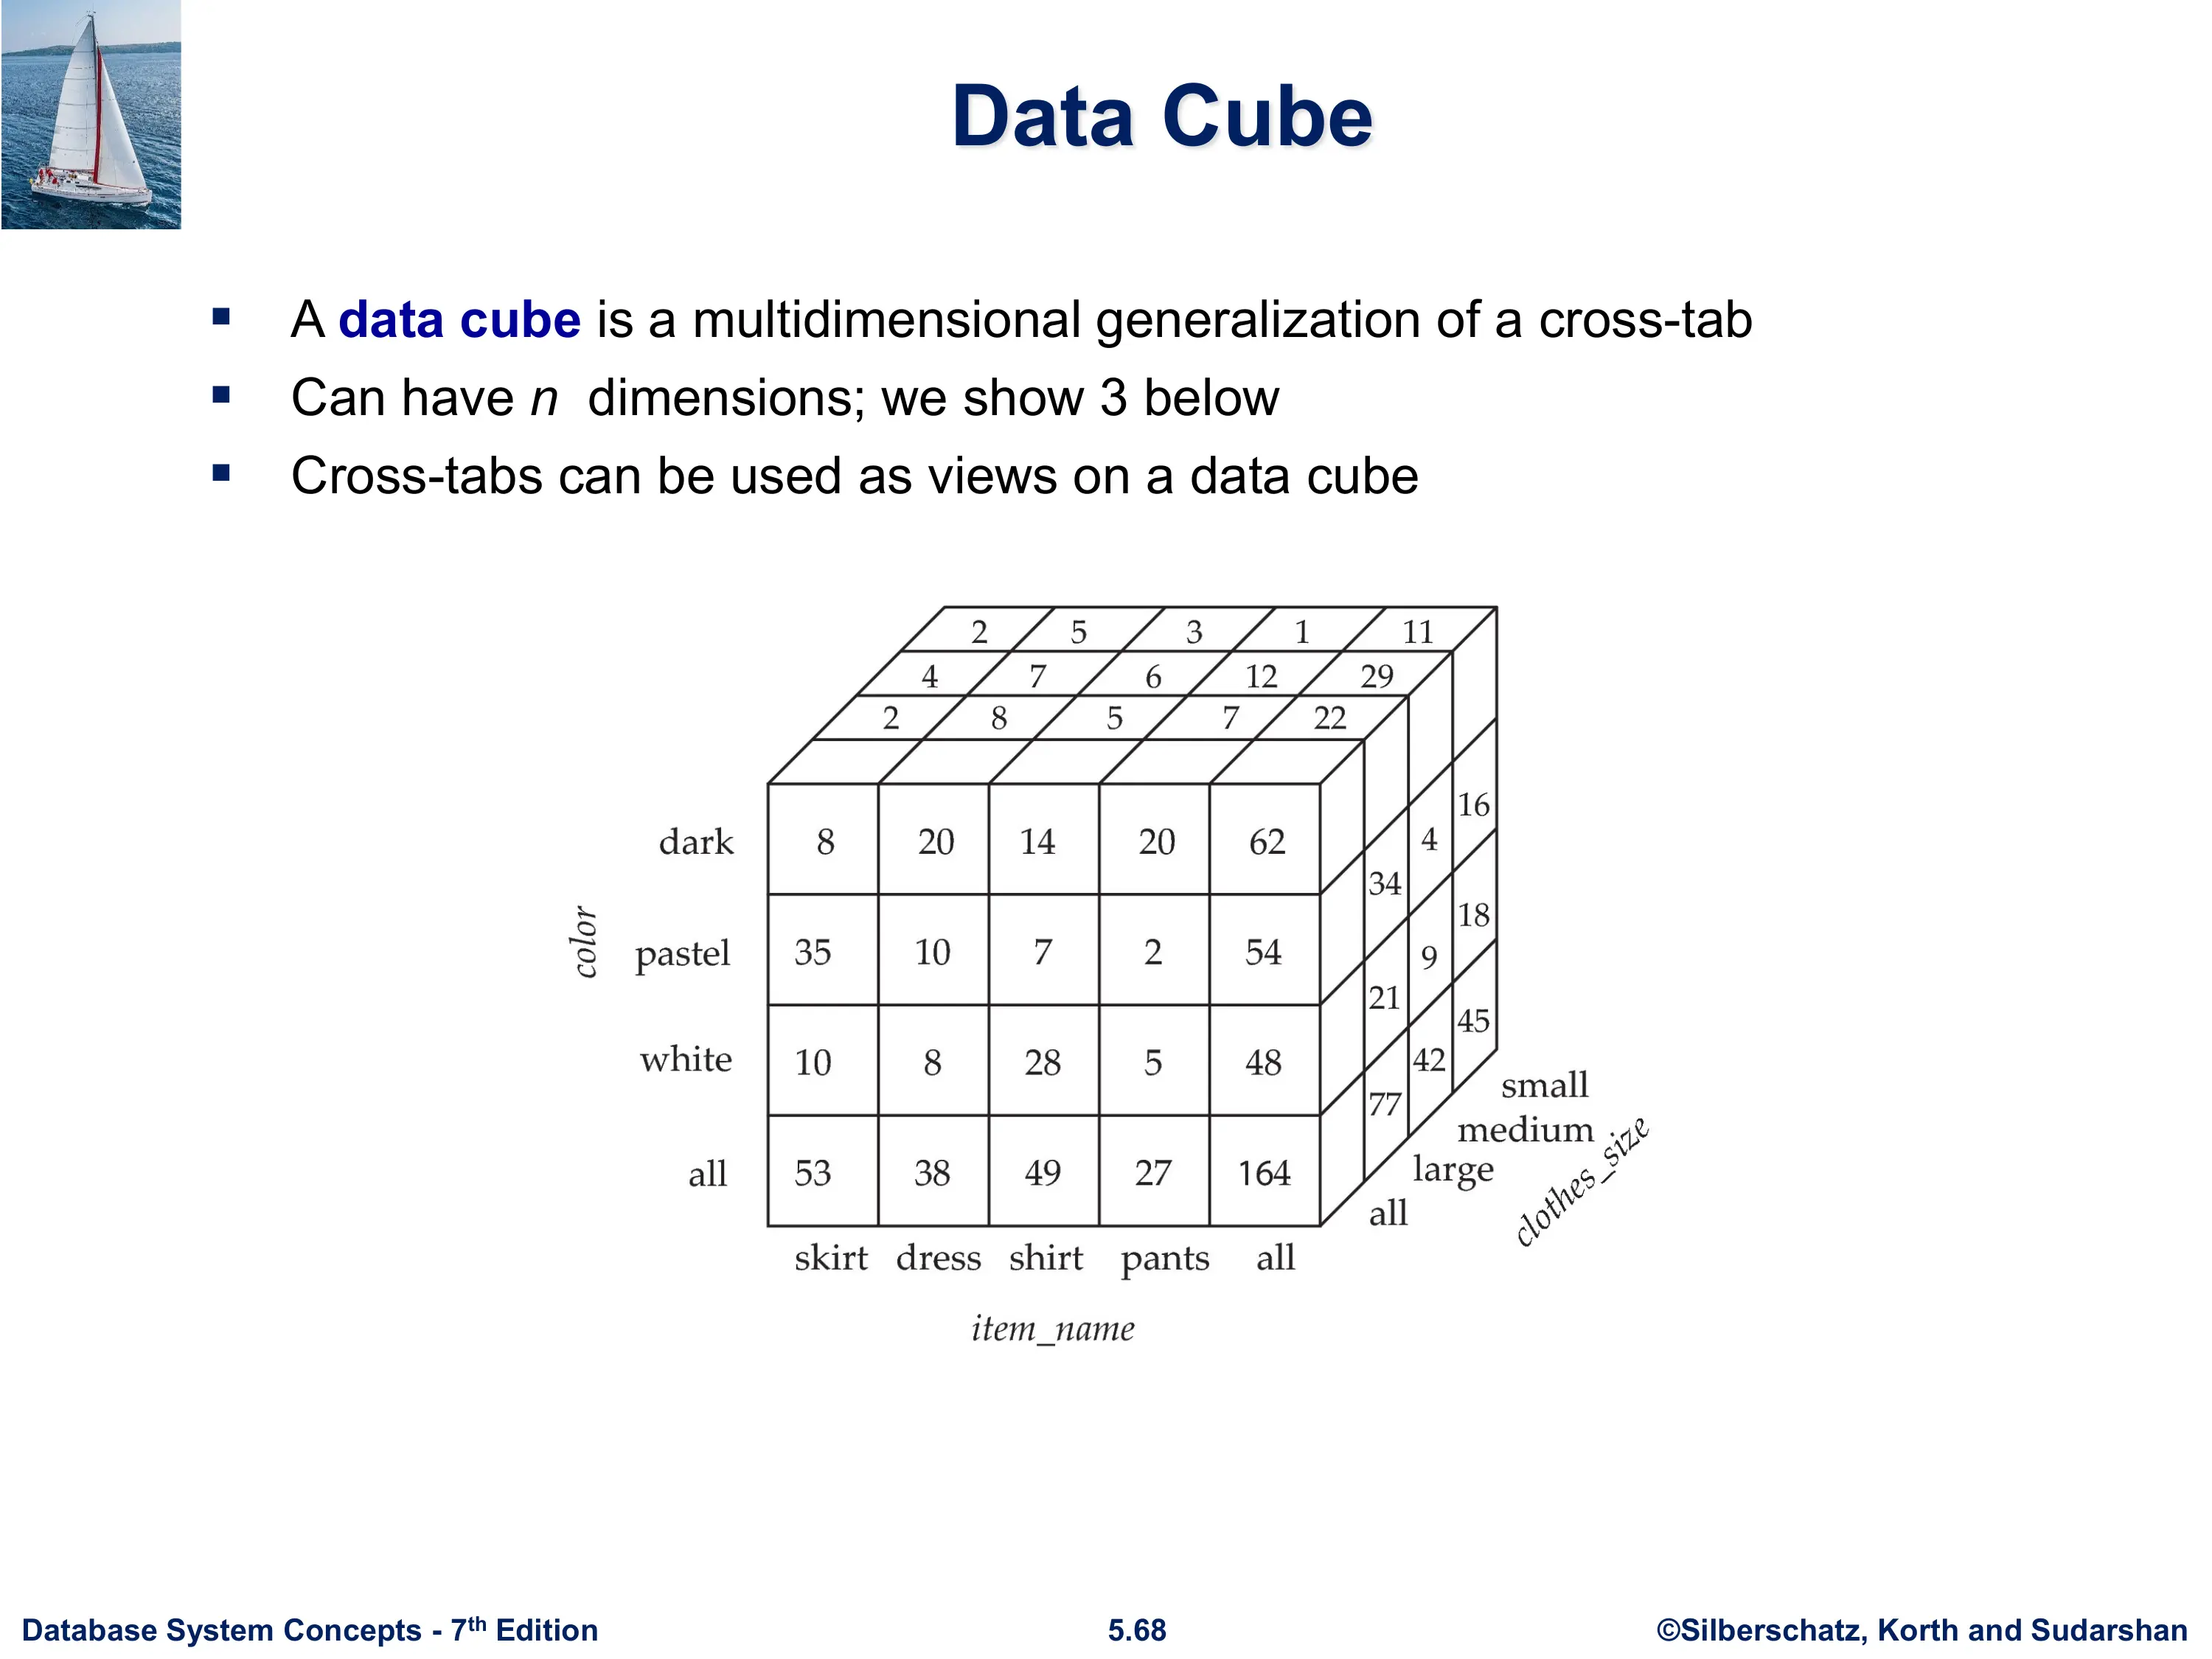 Data Cube
▪ A data cube is a multidimensional generalization of a cross-tab
▪ Can have n dimensions; we show 3 below
▪ Cross-tabs can be used as views on a data cube
2 5 3 1 11
4 7 6 12 29
2 8 5 7 22
dark 8 20 14 20 62
pastel 35 10 7 2 54
white 10 8 28 5 48
all 53 38 49 27 164
34 21 77
4 9 42
16 18 45
color
skirt dress shirt pants all
item_name
small
medium
large
all
clothes_size
Database System Concepts - 7th Edition
5.68
©Silberschatz, Korth and Sudarshan